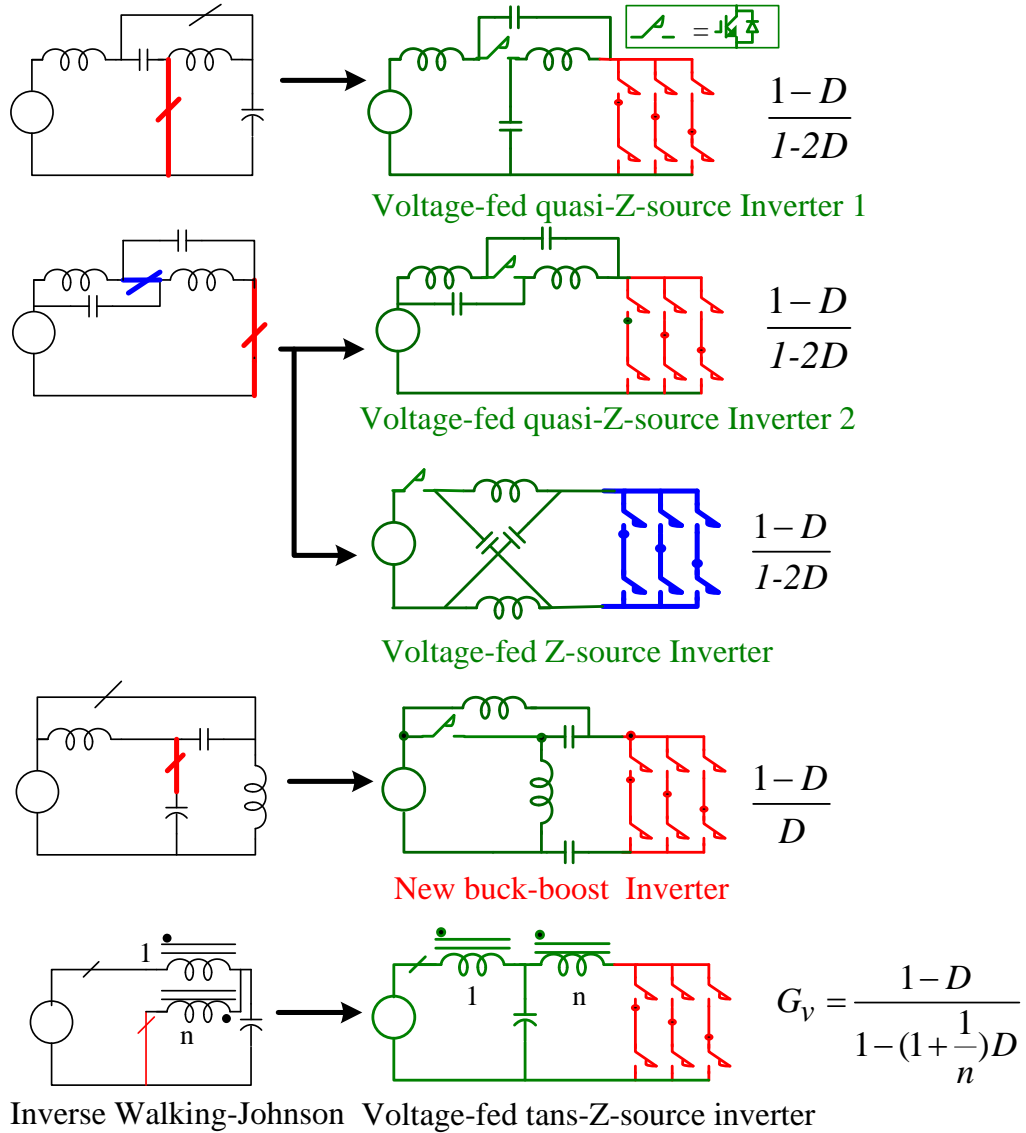 =
1 − D
1-2D
Voltage-fed quasi-Z-source Inverter 1
1 − D
1-2D
Voltage-fed quasi-Z-source Inverter 2
1 − D
1-2D
Voltage-fed Z-source Inverter
1 − D
D
New buck-boost Inverter
1
n
1
n
G_v = 1 − D
1 − (1 + 1/n)D
Inverse Walking-Johnson Voltage-fed tans-Z-source inverter